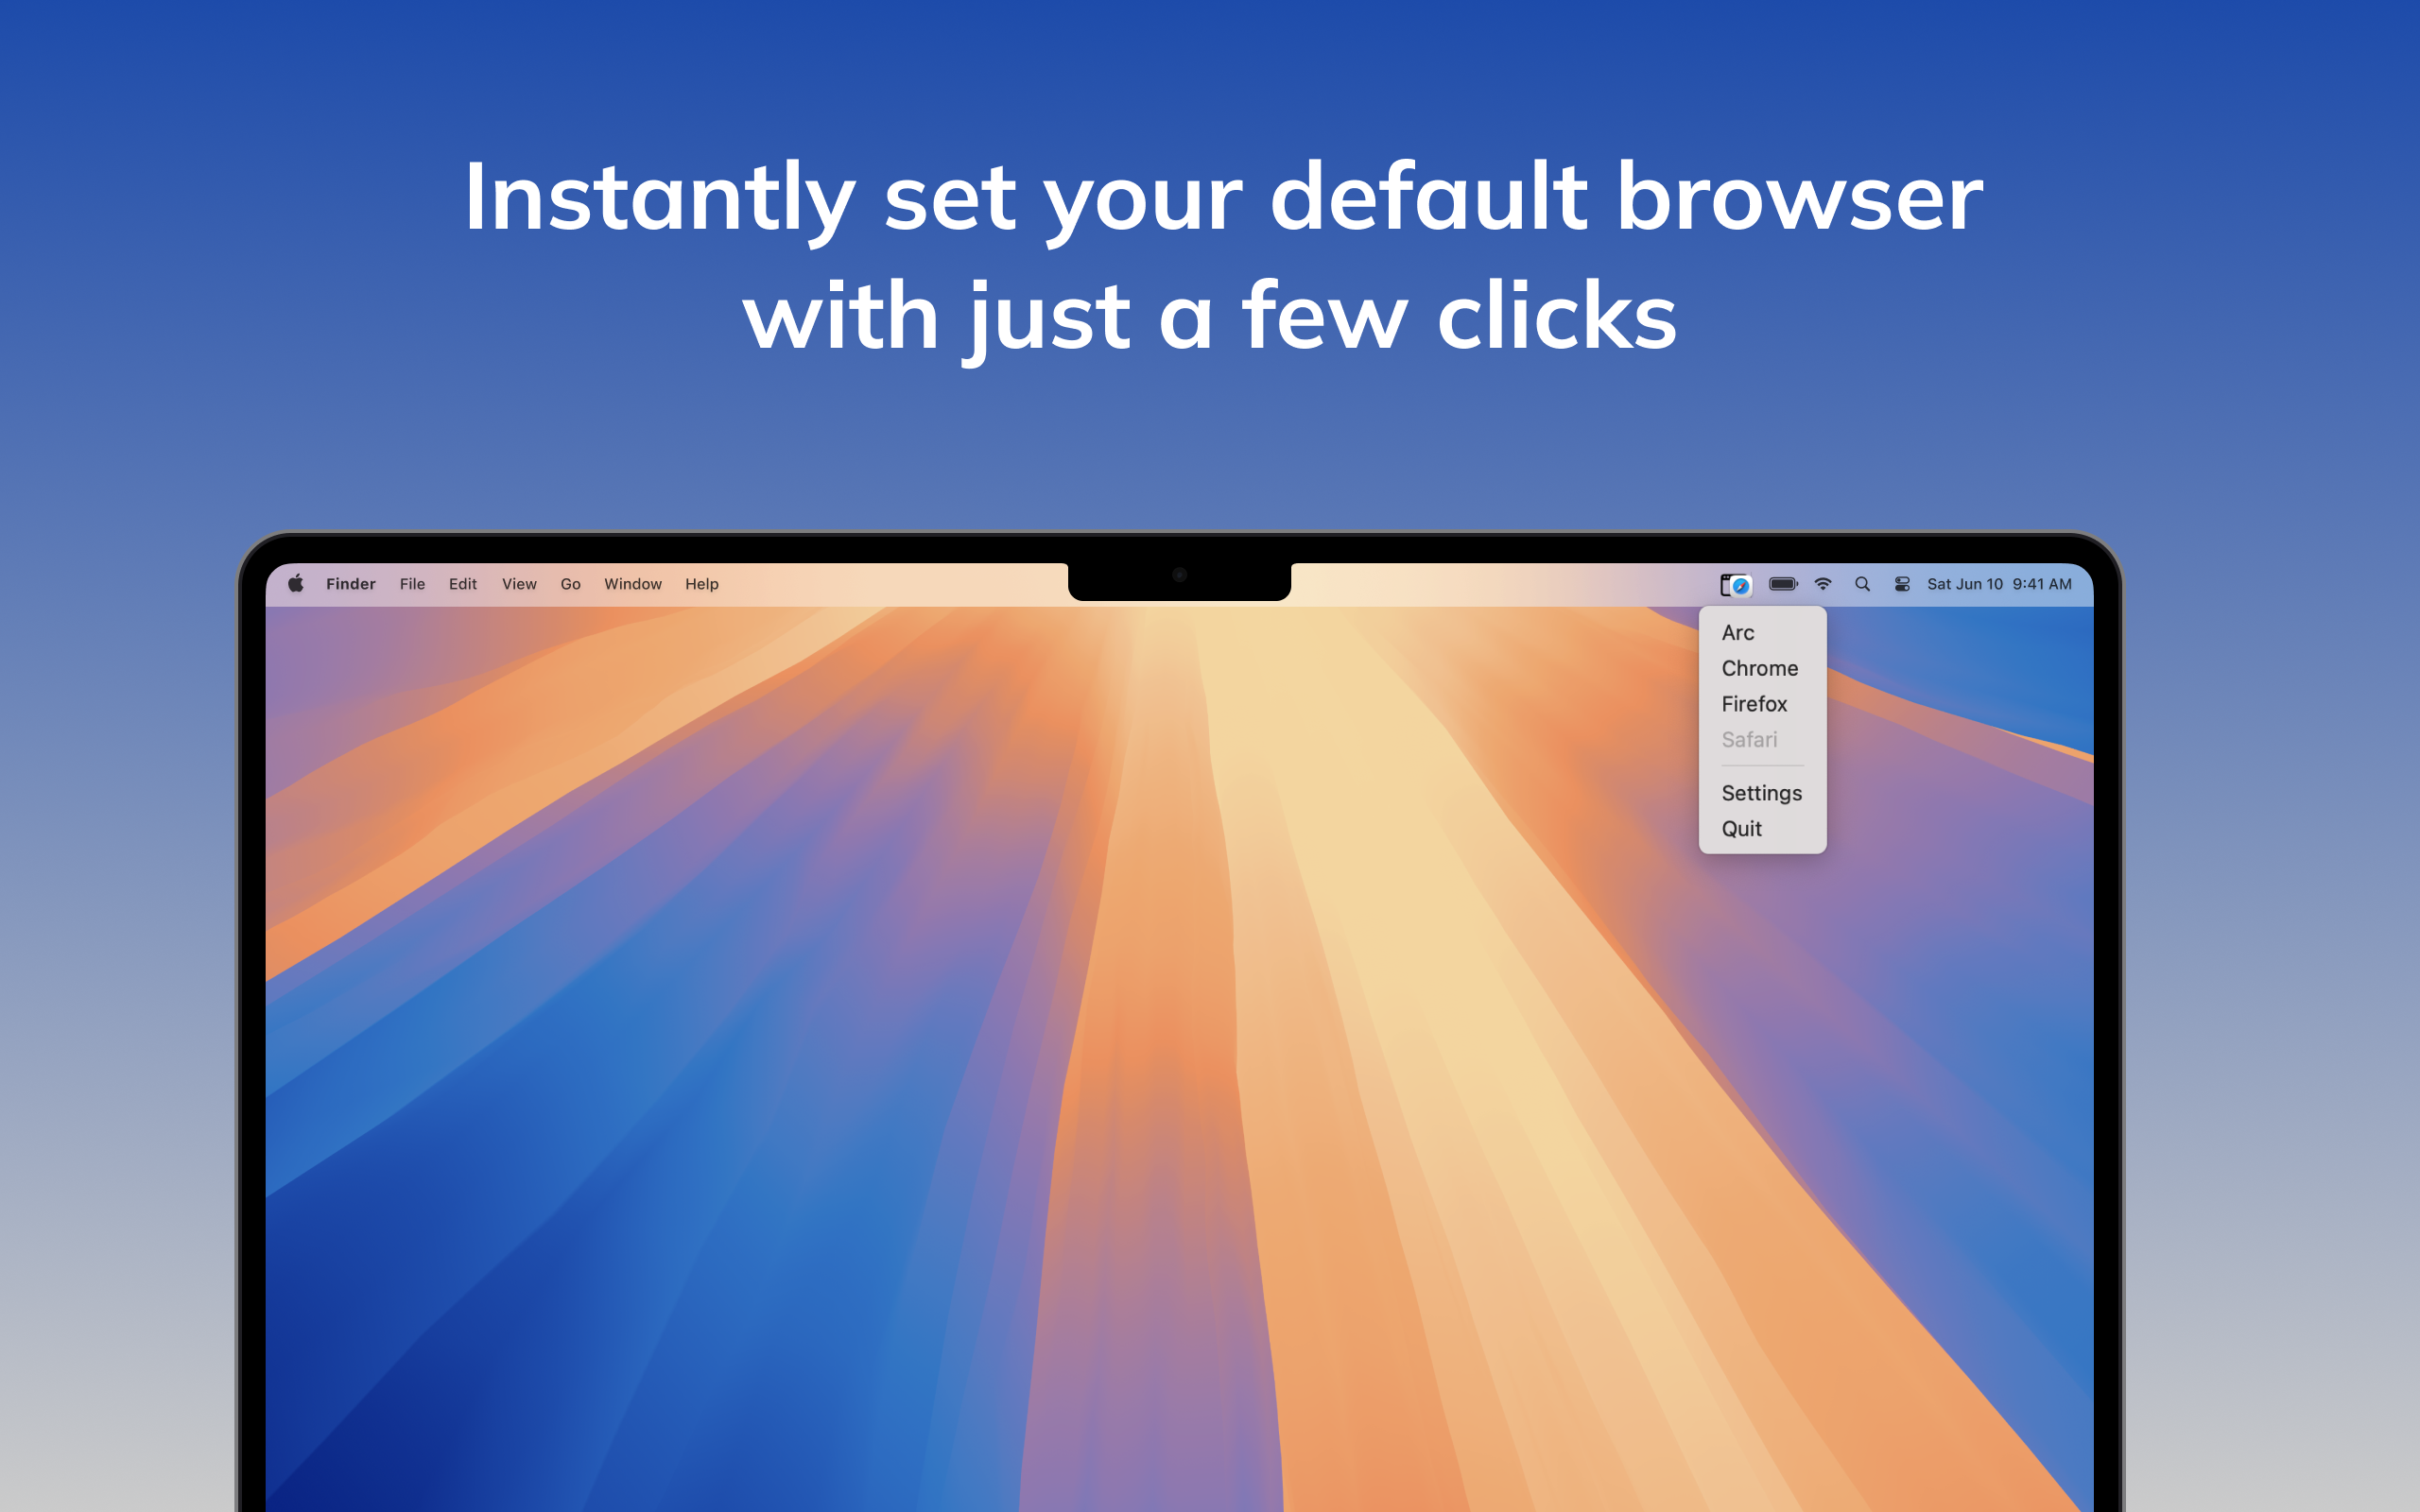 Instantly set your default browser
with just a few clicks
Finder File Edit View Go Window Help Sat Jun 10 9:41 AM
Arc
Chrome
Firefox
Safari
Settings
Quit